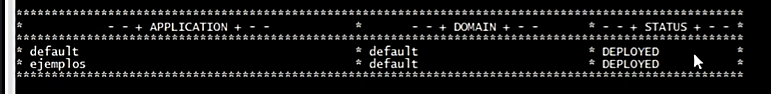 ************************************************************************************************
*            - - + APPLICATION + - -            *       - - + DOMAIN + - -       * - - + STATUS + - - *
************************************************************************************************
* default                                      * default                       * DEPLOYED           *
* ejemplos                                     * default                       * DEPLOYED           *
************************************************************************************************